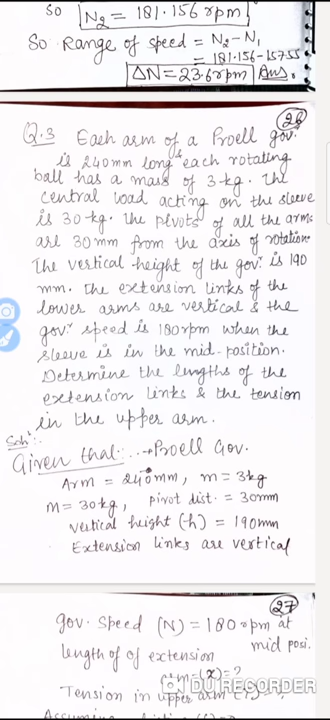 SO N₂ = 181.156 rpm
So Range of speed = N₂-N₁
= 181.156-157.55
ΔN = 23.6 rpm Ans.
26
Q.3 Each arm of a Proell gov.
is 240mm long & each rotating
ball has a mass of 3 kg. The
central load acting on the sleeve
is 30 kg. The pivots of all the arms
are 30 mm from the axis of rotation.
The vertical height of the gov. is 190
mm. The extension links of the
lower arms are vertical & the
gov. speed is 180 rpm when the
sleeve is in the mid-position.
Determine the lengths of the
extension links & the tension
in the upper arm.
Solⁿ:
Given that:- → Proell Gov.
Arm = 240mm, m = 3kg
M = 30kg, pivot dist. = 30mm
vertical height (h) = 190mm
Extension links are vertical
27
gov. Speed (N) = 180 rpm at
mid posi.
length of of extension
(x) = ?
DU RECORDER
Tension in upper arm